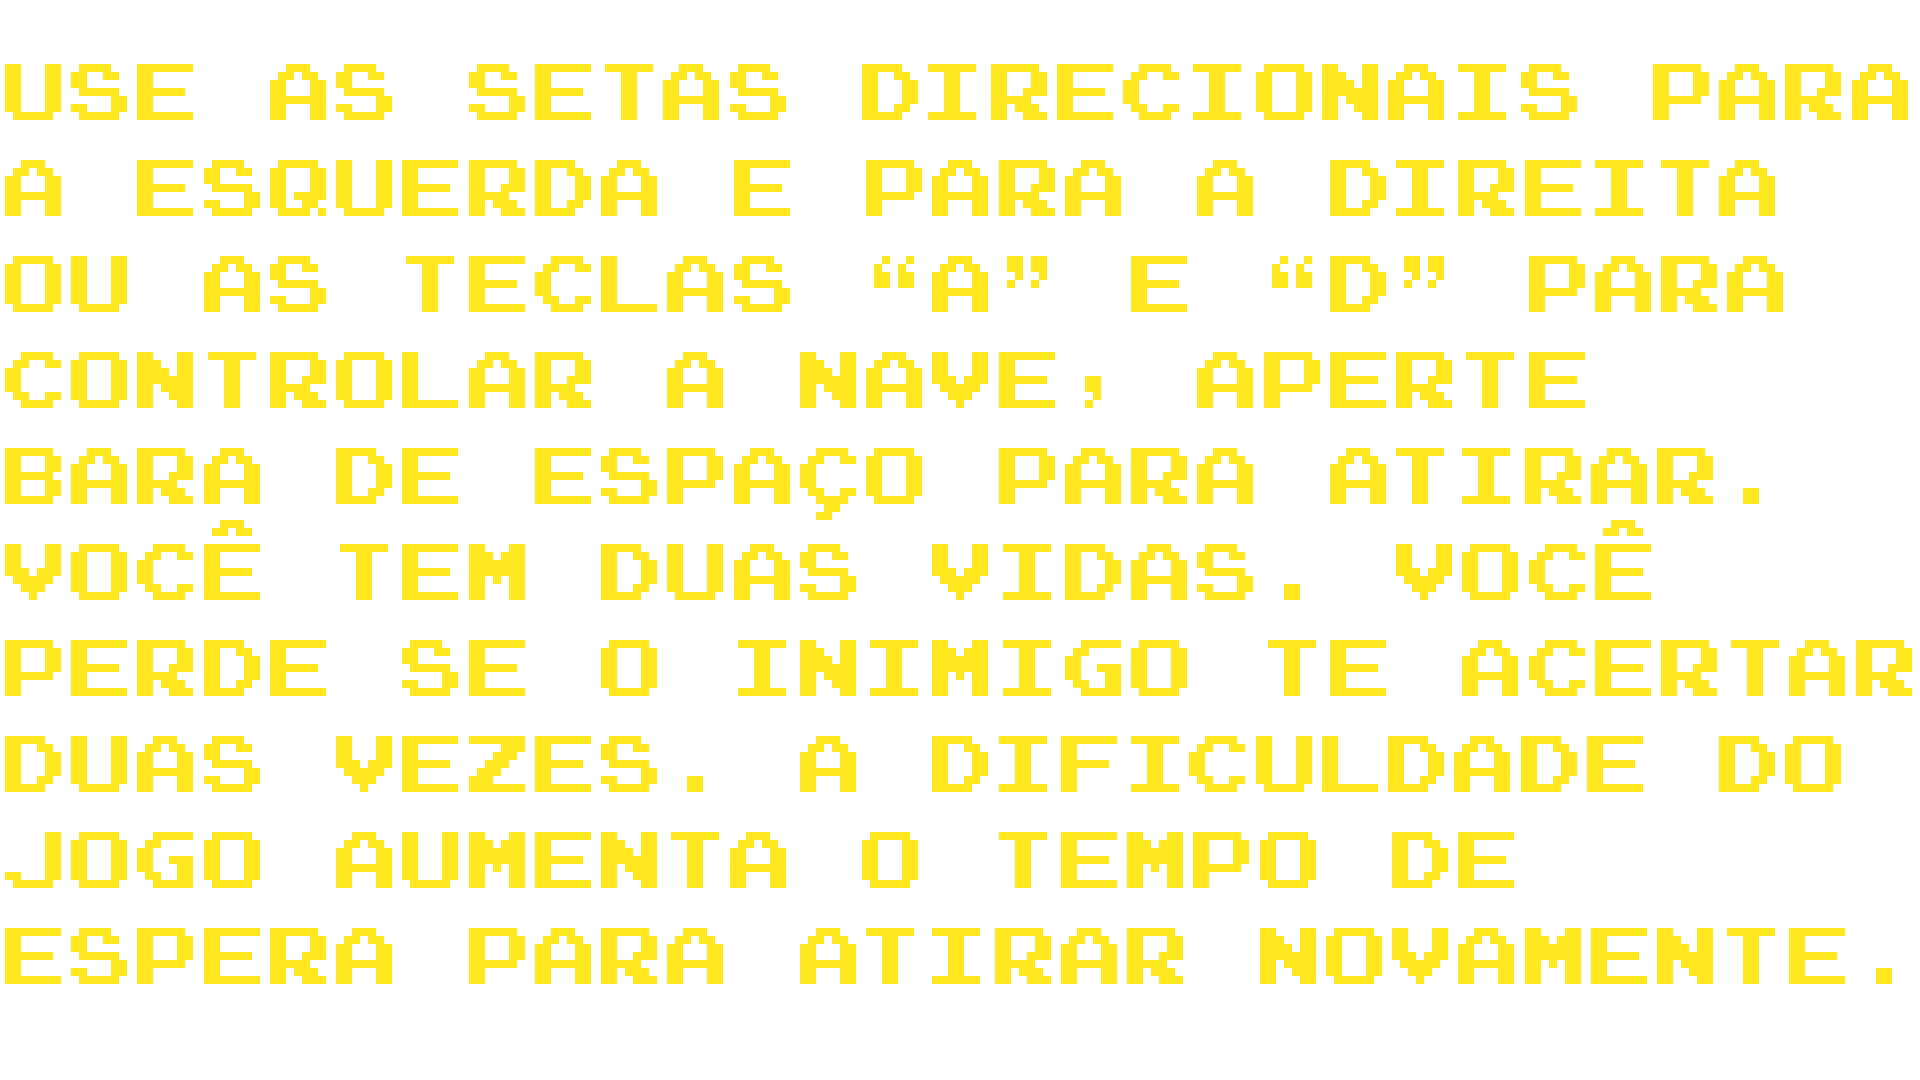 USE AS SETAS DIRECIONAIS PARA
A ESQUERDA E PARA A DIREITA
OU AS TECLAS “A” E “D” PARA
CONTROLAR A NAVE, APERTE
BARA DE ESPAÇO PARA ATIRAR.
VOCÊ TEM DUAS VIDAS. VOCÊ
PERDE SE O INIMIGO TE ACERTAR
DUAS VEZES. A DIFICULDADE DO
JOGO AUMENTA O TEMPO DE
ESPERA PARA ATIRAR NOVAMENTE.